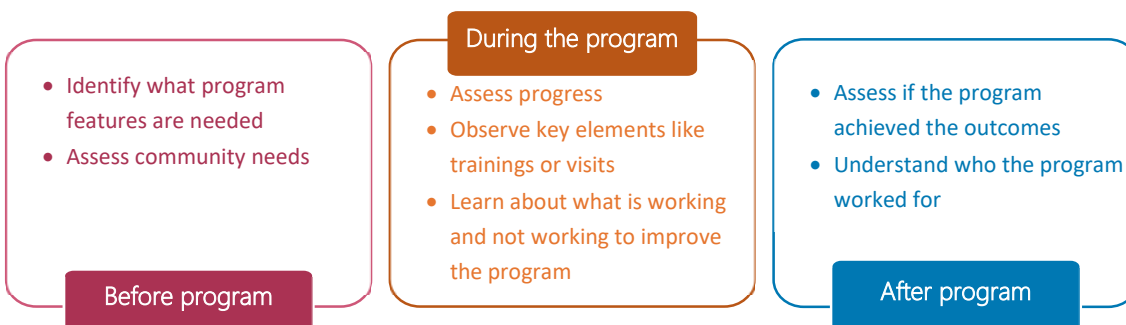 • Identify what program
features are needed
• Assess community needs
Before program
During the program
• Assess progress
• Observe key elements like
trainings or visits
• Learn about what is working
and not working to improve
the program
• Assess if the program
achieved the outcomes
• Understand who the program
worked for
After program